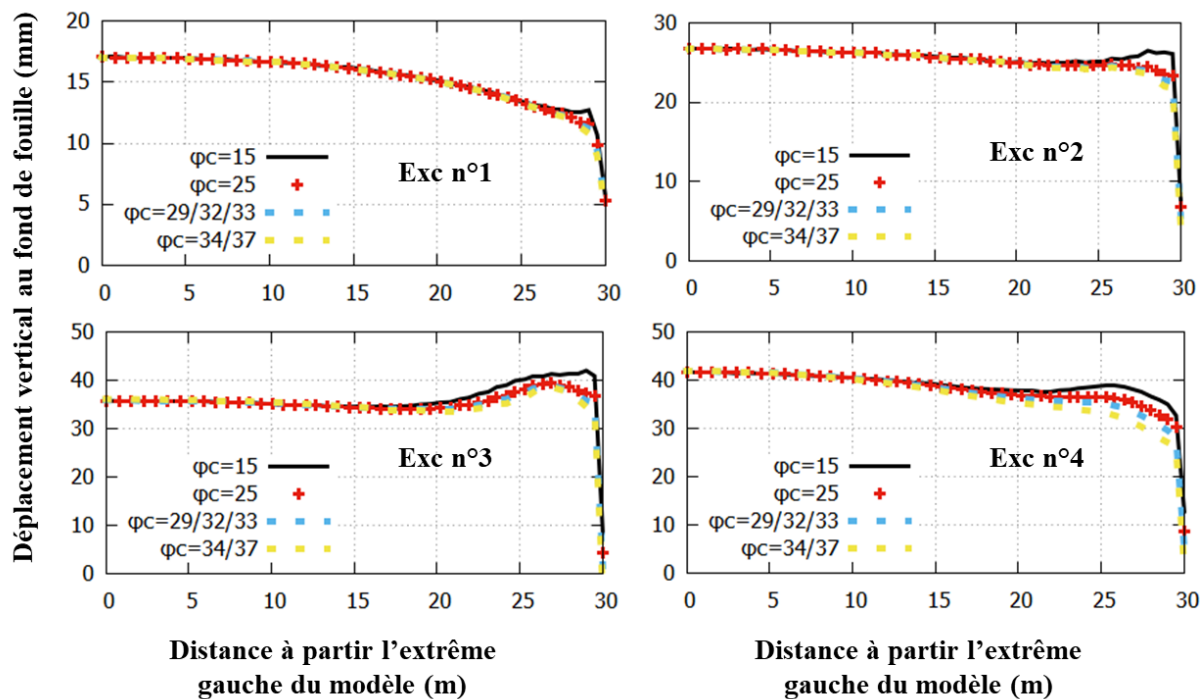 Déplacement vertical au fond de fouille (mm)
20
15
10
5
0
φc=15
φc=25
φc=29/32/33
φc=34/37
Exc n°1
0 5 10 15 20 25 30
30
20
10
0
φc=15
φc=25
φc=29/32/33
φc=34/37
Exc n°2
0 5 10 15 20 25 30
50
40
30
20
10
0
φc=15
φc=25
φc=29/32/33
φc=34/37
Exc n°3
0 5 10 15 20 25 30
Distance à partir l’extrême
gauche du modèle (m)
50
40
30
20
10
0
φc=15
φc=25
φc=29/32/33
φc=34/37
Exc n°4
0 5 10 15 20 25 30
Distance à partir l’extrême
gauche du modèle (m)